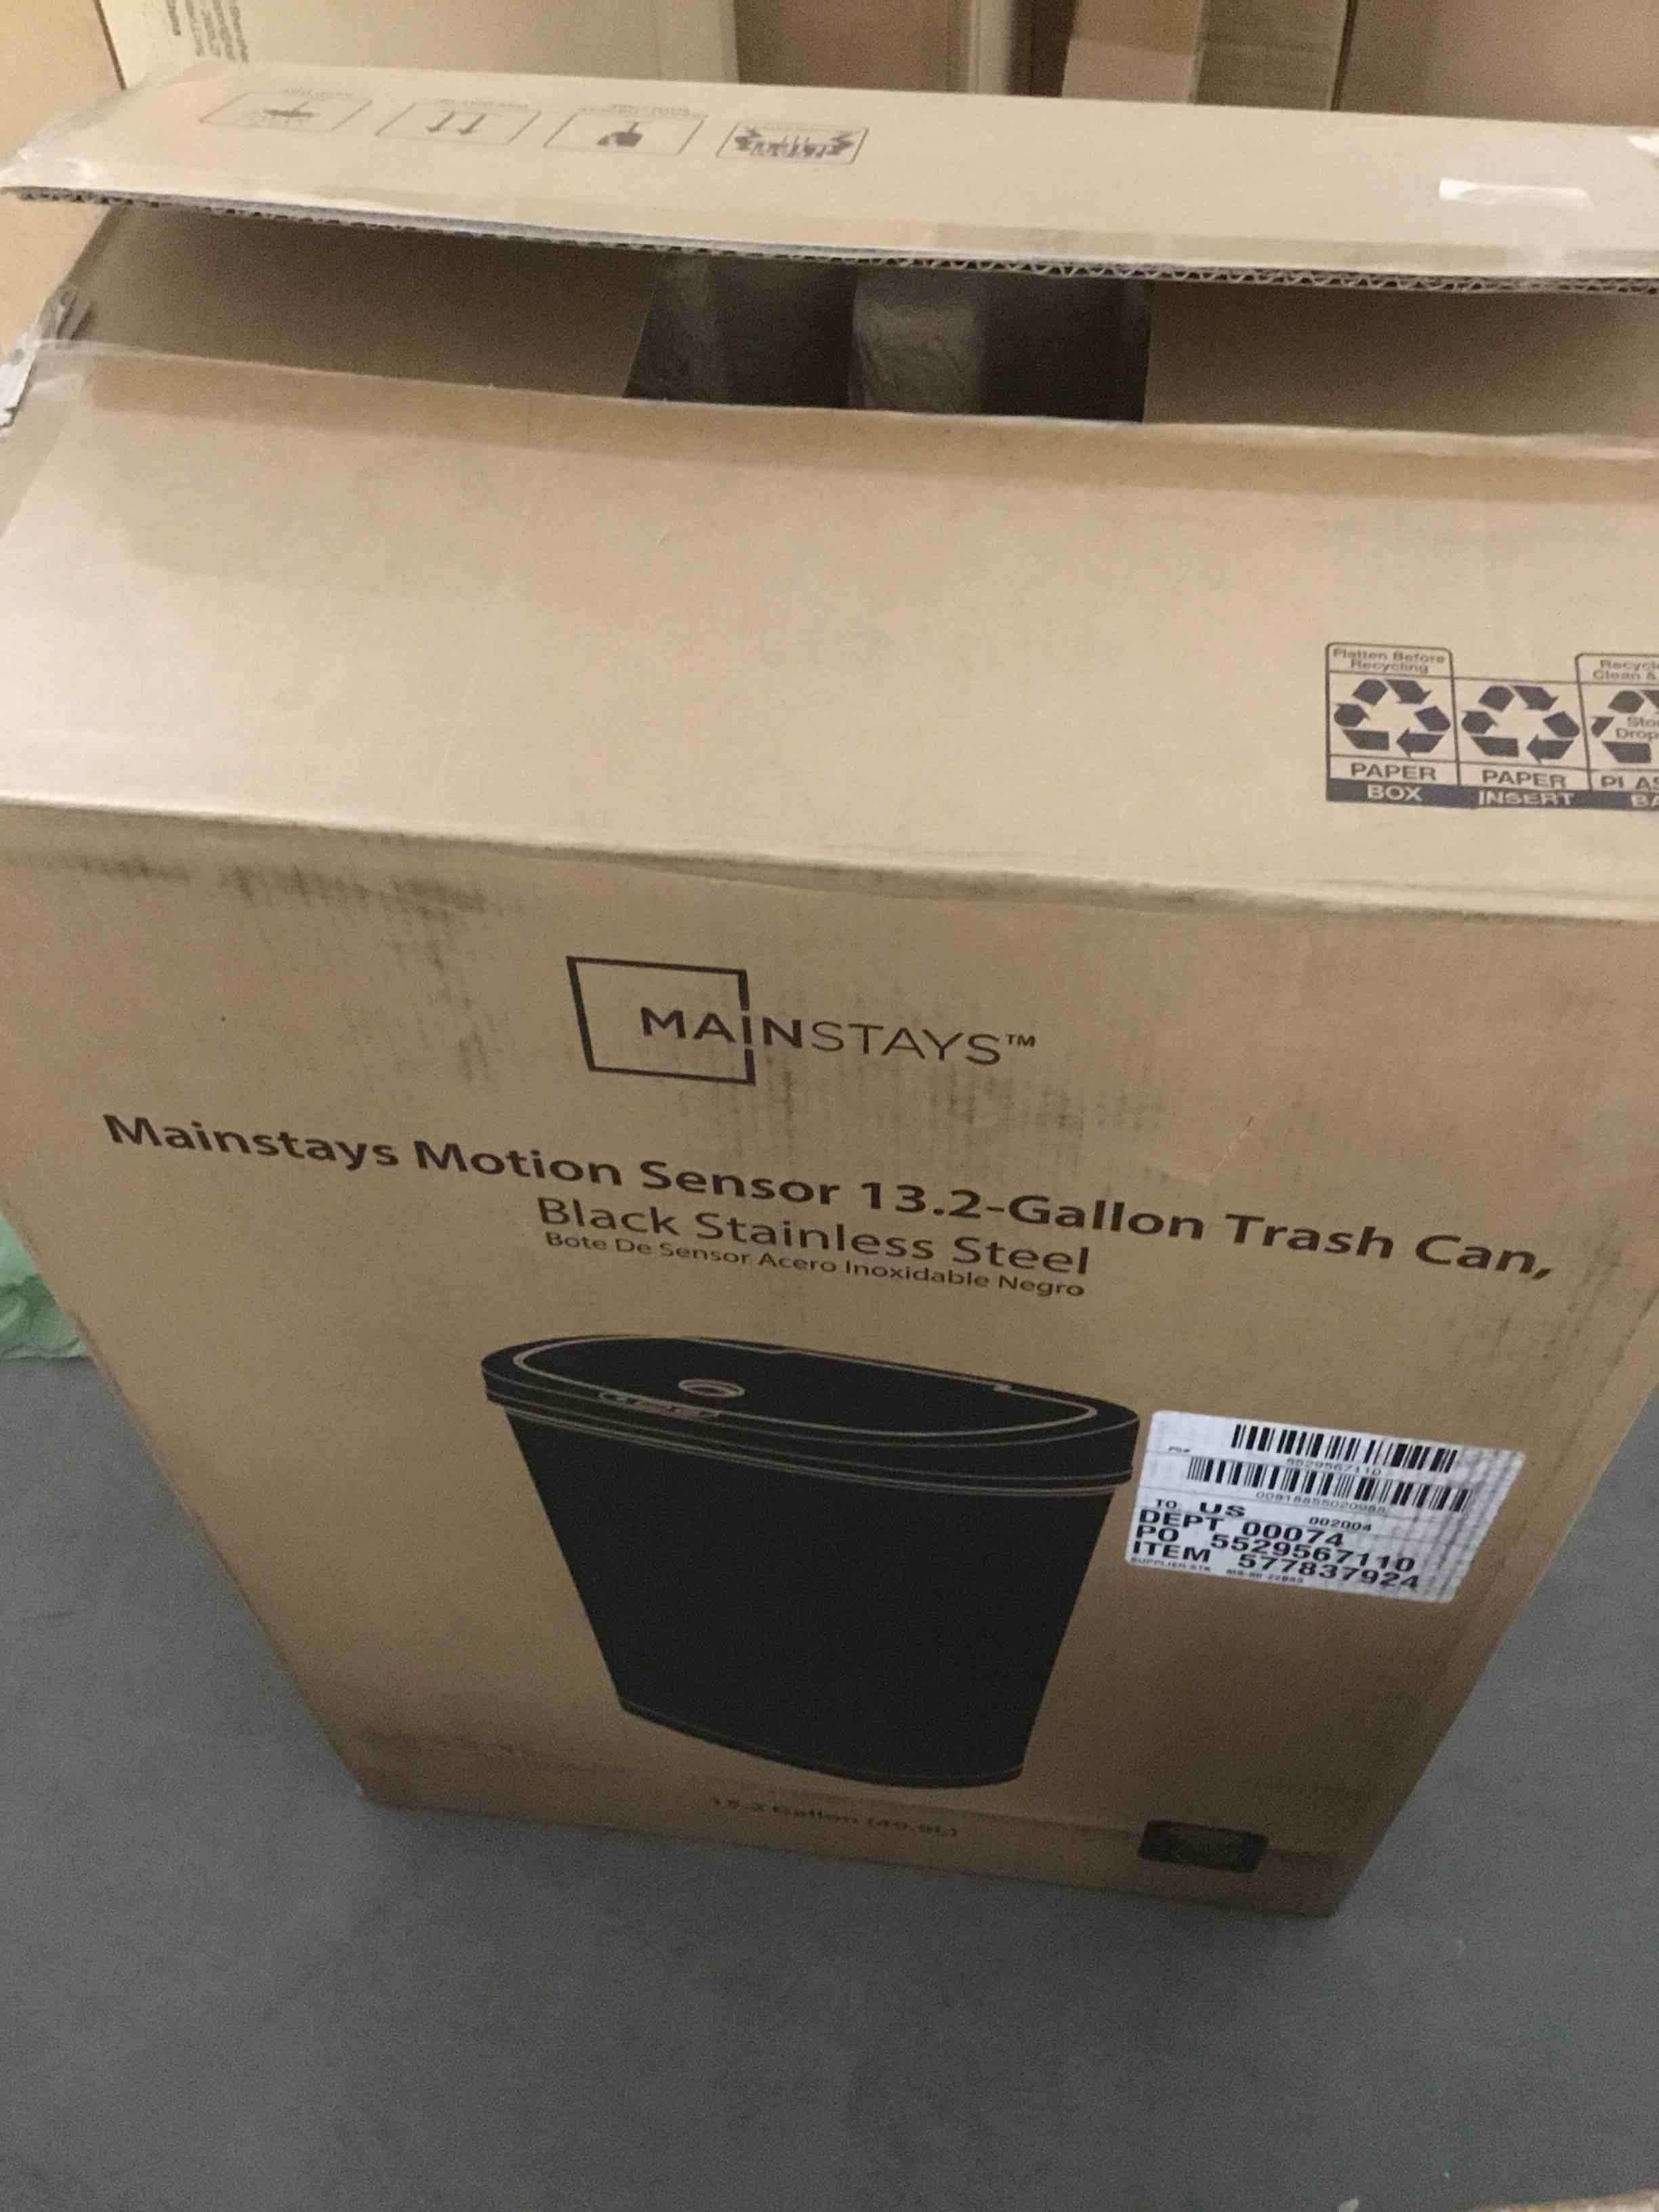 Flatten Before
Recycling
PAPER
BOX
PAPER
INSERT
MAINSTAYS™
Mainstays Motion Sensor 13.2-Gallon Trash Can,
Black Stainless Steel
Bote De Sensor Acero Inoxidable Negro
5529567110
TO US
002004
DEPT 00074
PO 5529567110
ITEM 577837924